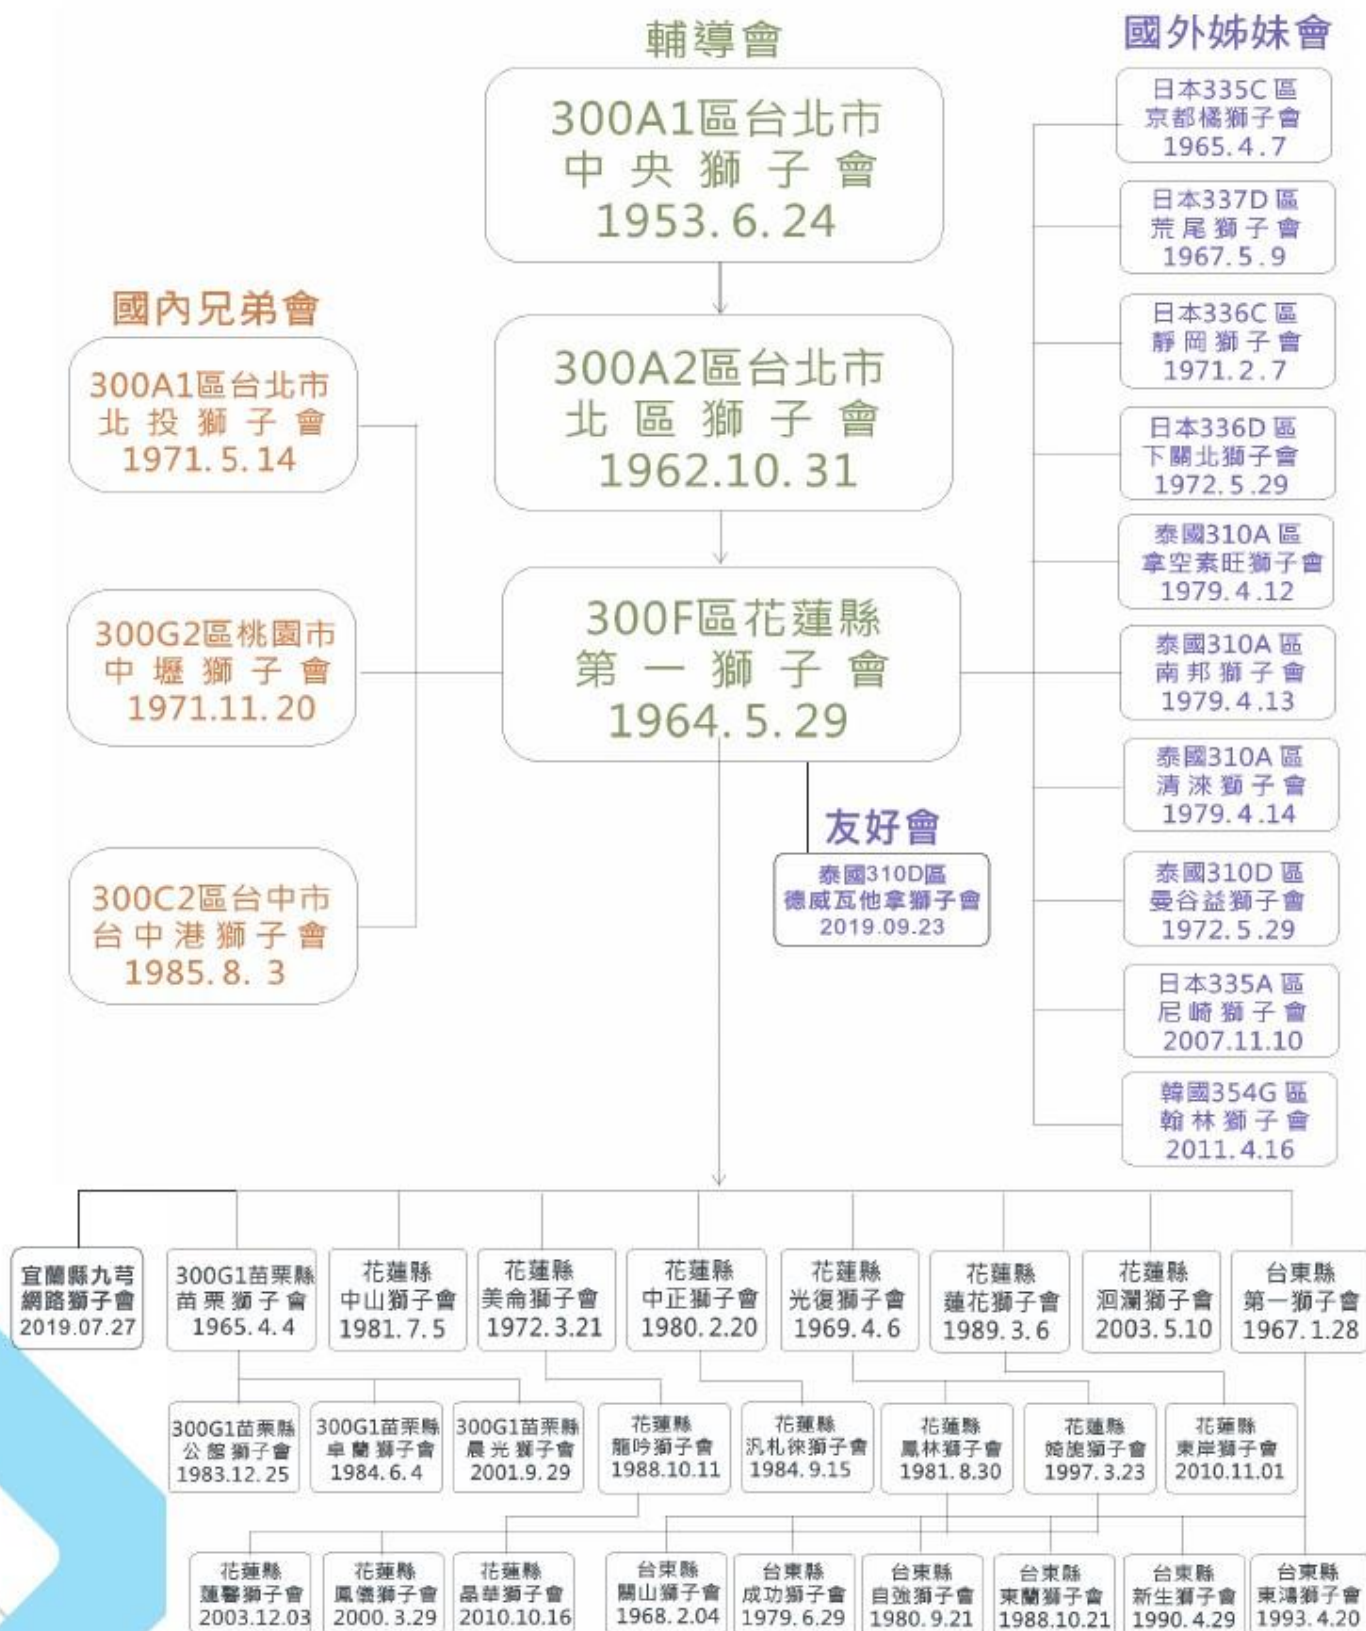 輔導會
300A1區台北市
中央獅子會
1953.6.24
300A2區台北市
北區獅子會
1962.10.31
300F區花蓮縣
第一獅子會
1964.5.29
國內兄弟會
300A1區台北市
北投獅子會
1971.5.14
300G2區桃園市
中壢獅子會
1971.11.20
300C2區台中市
台中港獅子會
1985.8.3
國外姊妹會
日本335C區
京都橘獅子會
1965.4.7
日本337D區
荒尾獅子會
1967.5.9
日本336C區
靜岡獅子會
1971.2.7
日本336D區
下關北獅子會
1972.5.29
泰國310A區
拿空素旺獅子會
1979.4.12
泰國310A區
南邦獅子會
1979.4.13
泰國310A區
清淶獅子會
1979.4.14
泰國310D區
曼谷益獅子會
1972.5.29
日本335A區
尼崎獅子會
2007.11.10
韓國354G區
翰林獅子會
2011.4.16
友好會
泰國310D區
德威瓦他拿獅子會
2019.09.23
宜蘭縣九芎
網路獅子會
2019.07.27
300G1苗栗縣
苗栗獅子會
1965.4.4
花蓮縣
中山獅子會
1981.7.5
花蓮縣
美侖獅子會
1972.3.21
花蓮縣
中正獅子會
1980.2.20
花蓮縣
光復獅子會
1969.4.6
花蓮縣
蓮花獅子會
1989.3.6
花蓮縣
洄瀾獅子會
2003.5.10
台東縣
第一獅子會
1967.1.28
300G1苗栗縣
公館獅子會
1983.12.25
300G1苗栗縣
卓蘭獅子會
1984.6.4
300G1苗栗縣
晨光獅子會
2001.9.29
花蓮縣
龍吟獅子會
1988.10.11
花蓮縣
汎札徠獅子會
1984.9.15
花蓮縣
鳳林獅子會
1981.8.30
花蓮縣
獅子會
1997.3.23
花蓮縣
東岸獅子會
2010.11.01
花蓮縣
蓮馨獅子會
2003.12.03
花蓮縣
鳳儀獅子會
2000.3.29
花蓮縣
晶華獅子會
2010.10.16
台東縣
關山獅子會
1968.2.04
台東縣
成功獅子會
1979.6.29
台東縣
自強獅子會
1980.9.21
台東縣
東蘭獅子會
1988.10.21
台東縣
新生獅子會
1990.4.29
台東縣
東鴻獅子會
1993.4.20